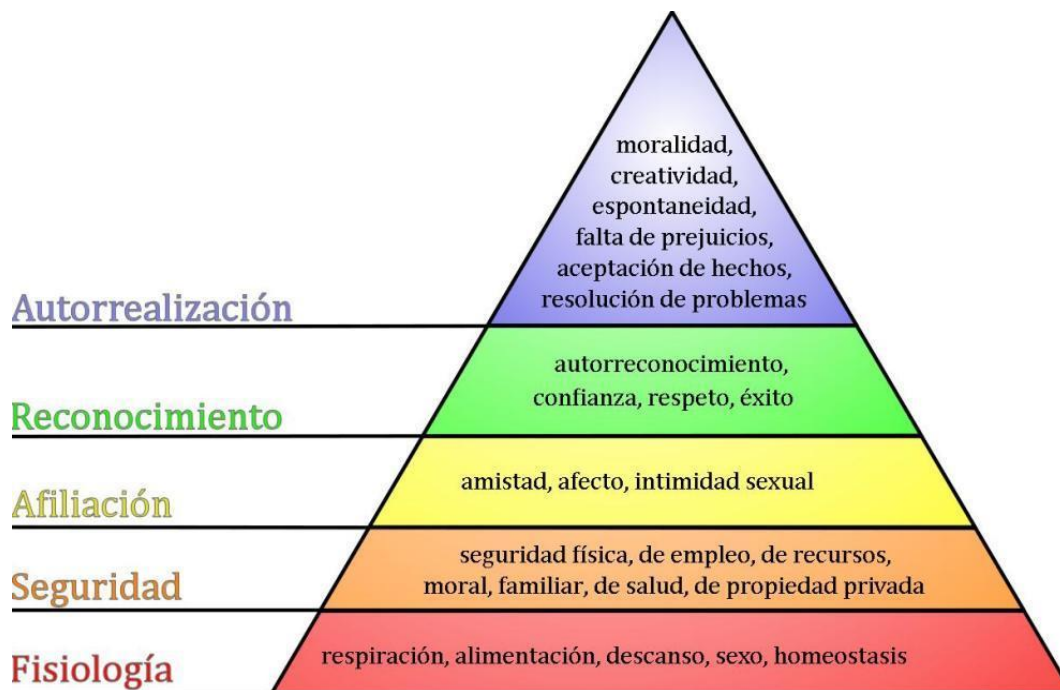 moralidad,
creatividad,
espontaneidad,
falta de prejuicios,
aceptación de hechos,
resolución de problemas
Autorrealización
autorreconocimiento,
confianza, respeto, éxito
Reconocimiento
amistad, afecto, intimidad sexual
Afiliación
seguridad física, de empleo, de recursos,
moral, familiar, de salud, de propiedad privada
Seguridad
respiración, alimentación, descanso, sexo, homeostasis
Fisiología